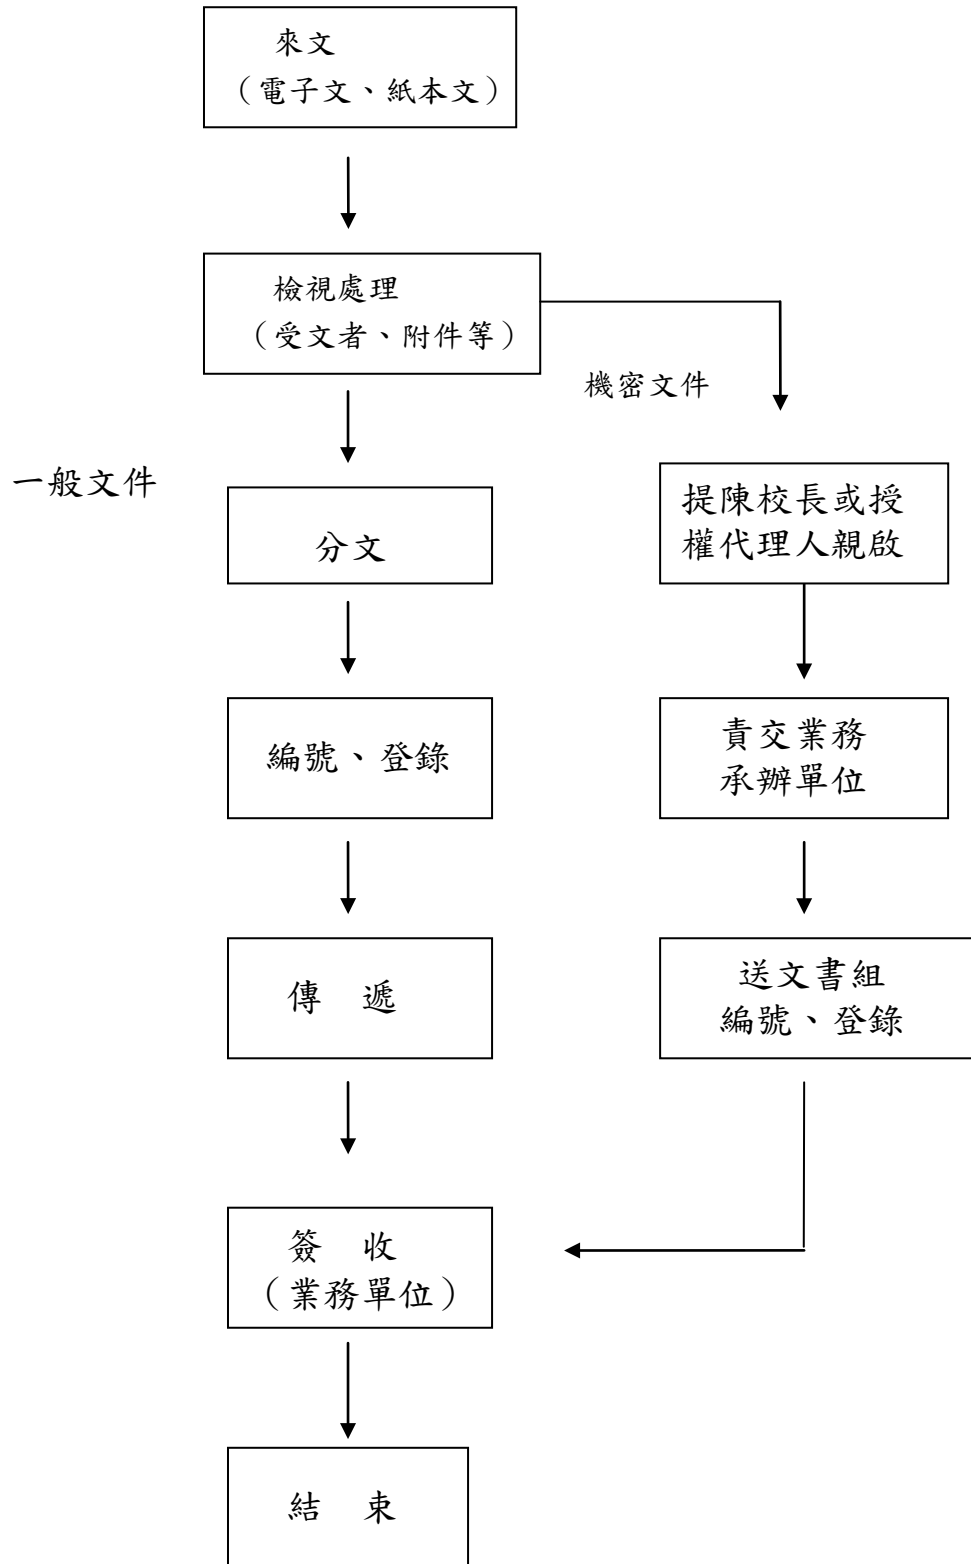 來文
（電子文、紙本文）
檢視處理
（受文者、附件等）
機密文件
一般文件
分文
提陳校長或授
權代理人親啟
編號、登錄
責交業務
承辦單位
傳　遞
送文書組
編號、登錄
簽　收
（業務單位）
結　束